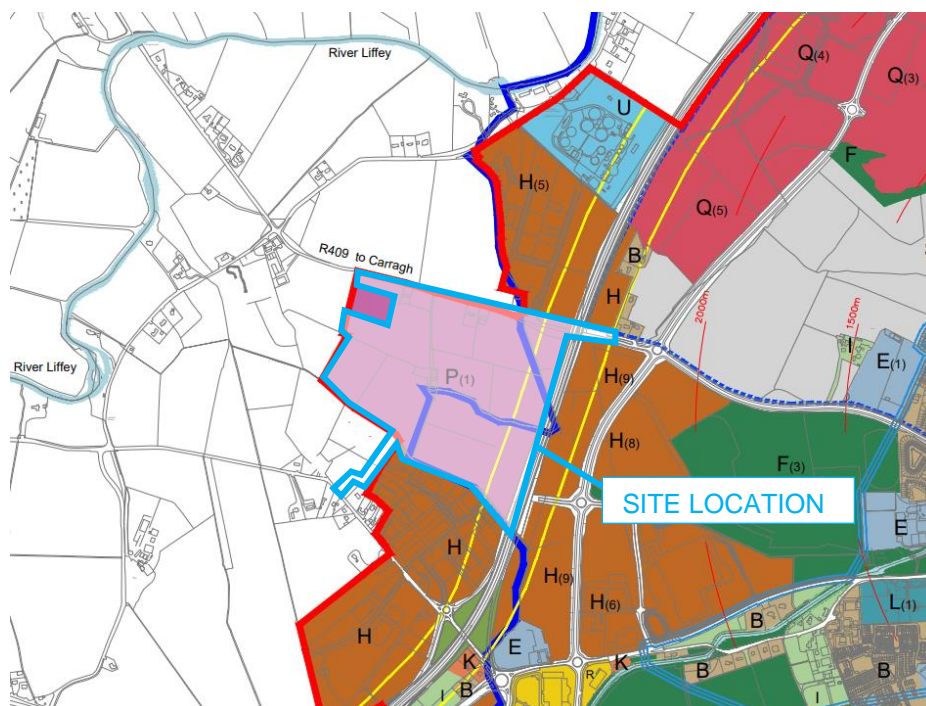 River Liffey
U
Q(4)
Q(3)
F
H(5)
Q(5)
R409 to Carragh
B
H
2000m
1500m
I
E(1)
P(1)
H(9)
River Liffey
H(8)
F(3)
SITE LOCATION
E
H
H(9)
H(6)
B
L(1)
H
E
K
K
B
B
I
B
R
I
B